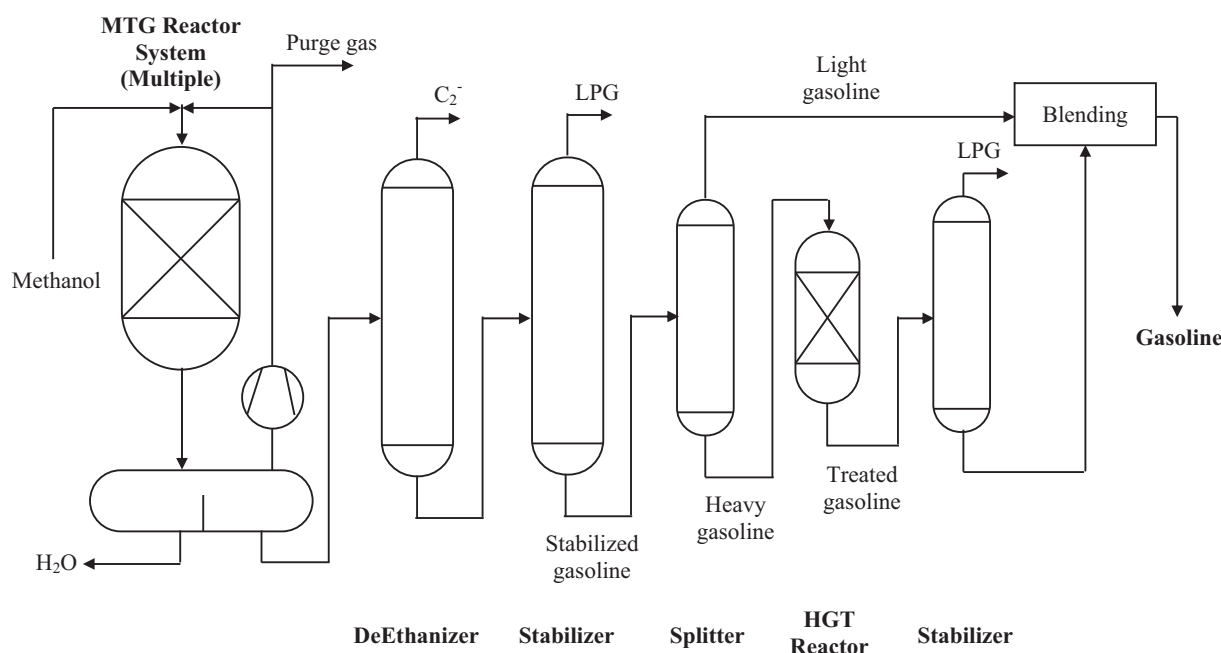 MTG Reactor
System
(Multiple)
Purge gas
C₂⁻
LPG
Light
gasoline
Blending
LPG
Methanol
Gasoline
Heavy
gasoline
Treated
gasoline
Stabilized
gasoline
H₂O
DeEthanizer
Stabilizer
Splitter
HGT
Reactor
Stabilizer